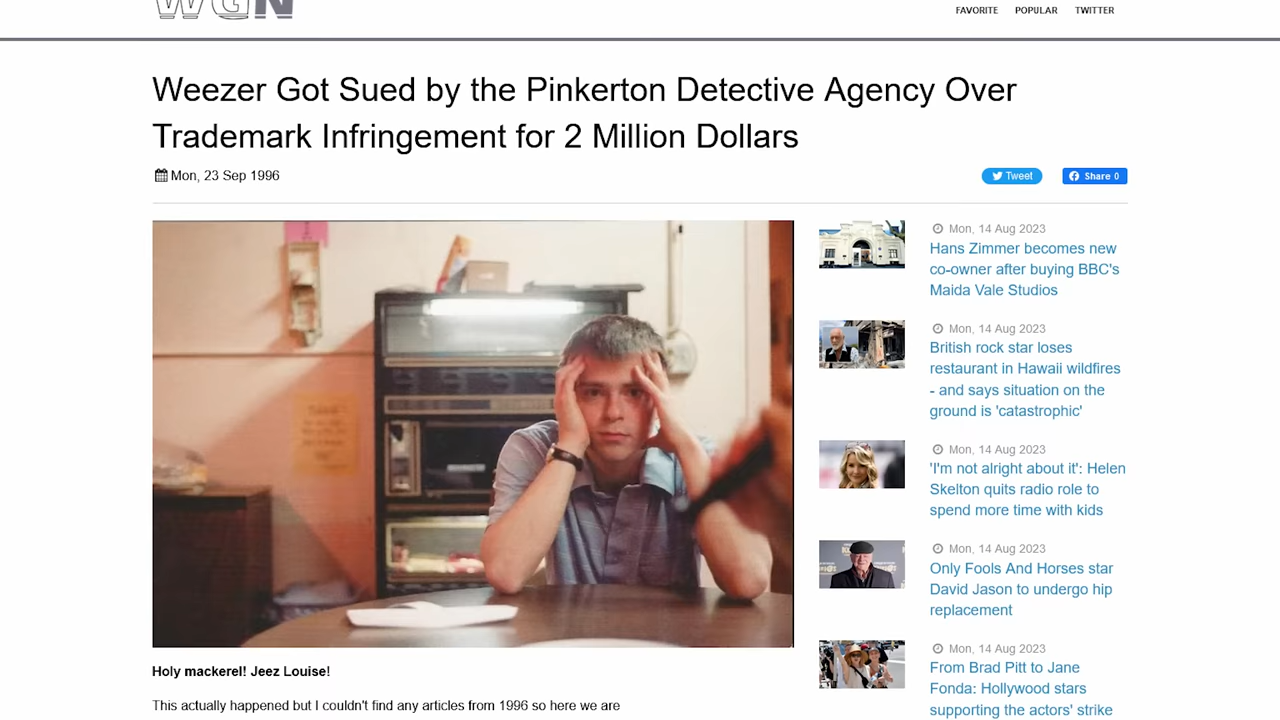 WGN
FAVORITE POPULAR TWITTER
Weezer Got Sued by the Pinkerton Detective Agency Over
Trademark Infringement for 2 Million Dollars
Mon, 23 Sep 1996
Tweet
Share 0
Mon, 14 Aug 2023
Hans Zimmer becomes new
co-owner after buying BBC's
Maida Vale Studios
Mon, 14 Aug 2023
British rock star loses
restaurant in Hawaii wildfires
- and says situation on the
ground is 'catastrophic'
Mon, 14 Aug 2023
'I'm not alright about it': Helen
Skelton quits radio role to
spend more time with kids
Mon, 14 Aug 2023
Only Fools And Horses star
David Jason to undergo hip
replacement
Mon, 14 Aug 2023
From Brad Pitt to Jane
Fonda: Hollywood stars
supporting the actors' strike
Holy mackerel! Jeez Louise!
This actually happened but I couldn't find any articles from 1996 so here we are